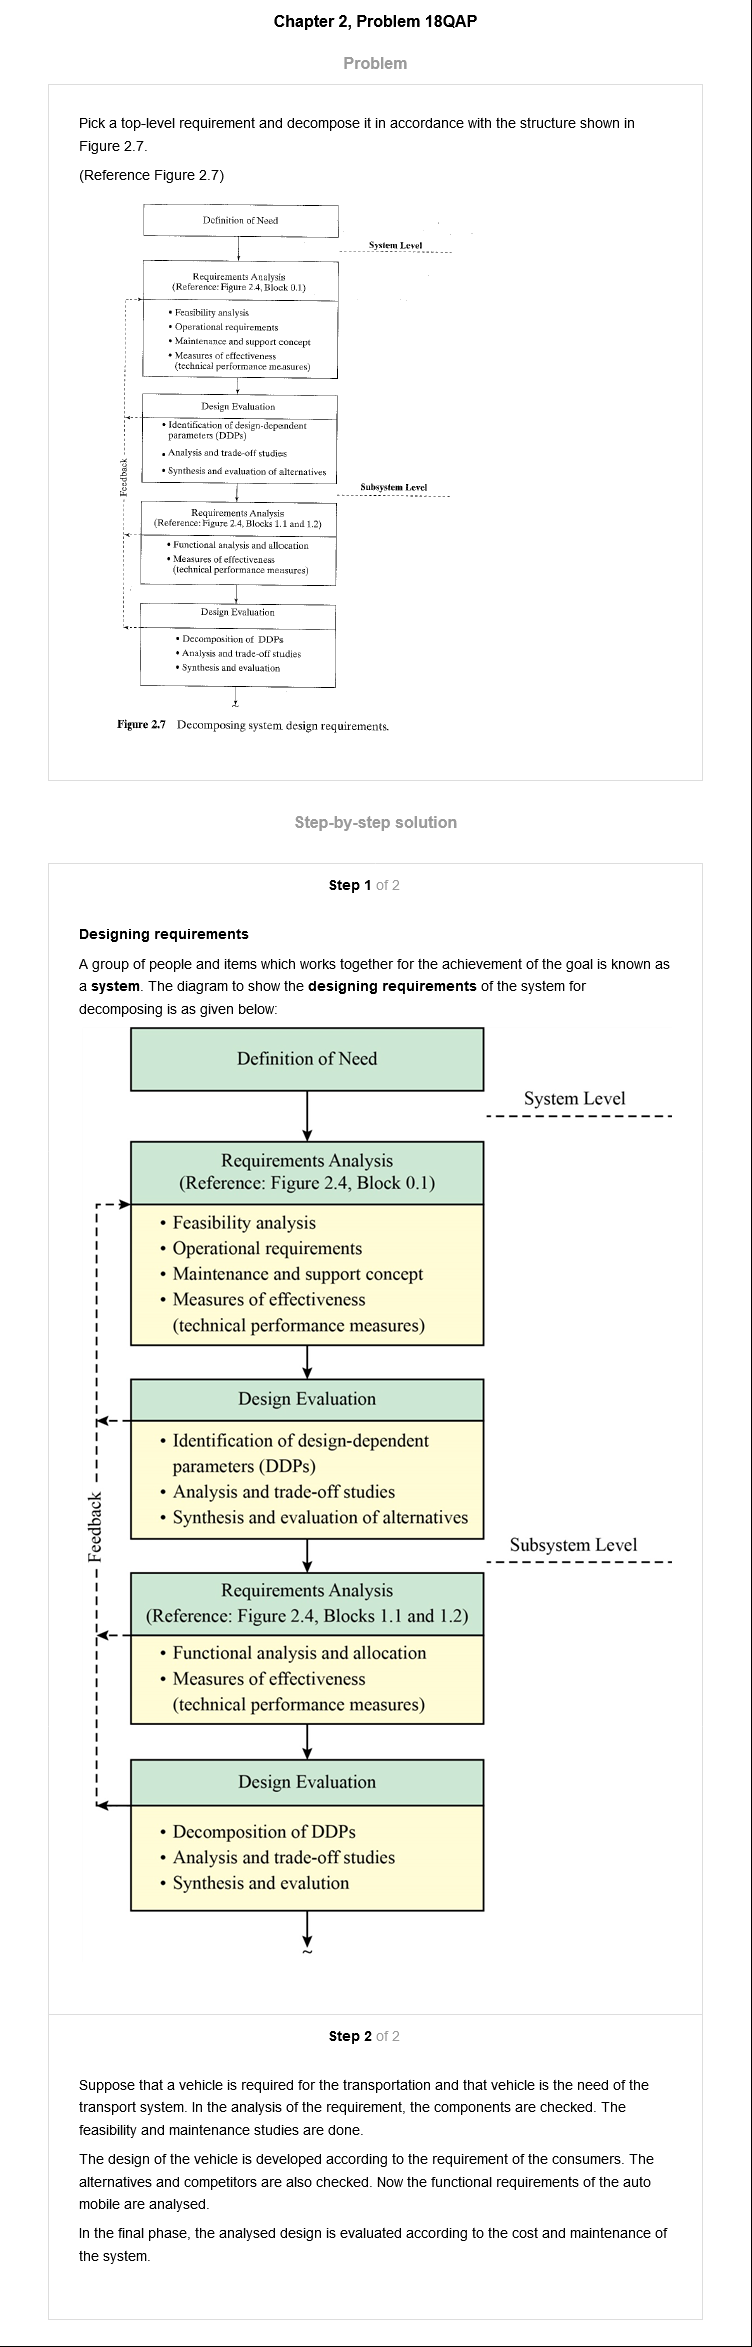 Chapter 2, Problem 18QAP
Problem
Pick a top-level requirement and decompose it in accordance with the structure shown in
Figure 2.7.
(Reference Figure 2.7)
Definition of Need
System Level
Requirements Analysis
(Reference: Figure 2.4, Block 0.1)
• Feasibility analysis
• Operational requirements
• Maintenance and support concept
• Measures of effectiveness
(technical performance measures)
Design Evaluation
• Identification of design-dependent
parameters (DDPs)
• Analysis and trade-off studies
• Synthesis and evaluation of alternatives
Feedback
Subsystem Level
Requirements Analysis
(Reference: Figure 2.4, Blocks 1.1 and 1.2)
• Functional analysis and allocation
• Measures of effectiveness
(technical performance measures)
Design Evaluation
• Decomposition of DDPs
• Analysis and trade-off studies
• Synthesis and evaluation
Figure 2.7 Decomposing system design requirements.
Step-by-step solution
Step 1 of 2
Designing requirements
A group of people and items which works together for the achievement of the goal is known as
a system. The diagram to show the designing requirements of the system for
decomposing is as given below:
Definition of Need
System Level
Requirements Analysis
(Reference: Figure 2.4, Block 0.1)
• Feasibility analysis
• Operational requirements
• Maintenance and support concept
• Measures of effectiveness
(technical performance measures)
Design Evaluation
• Identification of design-dependent
parameters (DDPs)
• Analysis and trade-off studies
• Synthesis and evaluation of alternatives
Feedback
Subsystem Level
Requirements Analysis
(Reference: Figure 2.4, Blocks 1.1 and 1.2)
• Functional analysis and allocation
• Measures of effectiveness
(technical performance measures)
Design Evaluation
• Decomposition of DDPs
• Analysis and trade-off studies
• Synthesis and evalution
~
Step 2 of 2
Suppose that a vehicle is required for the transportation and that vehicle is the need of the
transport system. In the analysis of the requirement, the components are checked. The
feasibility and maintenance studies are done.
The design of the vehicle is developed according to the requirement of the consumers. The
alternatives and competitors are also checked. Now the functional requirements of the auto
mobile are analysed.
In the final phase, the analysed design is evaluated according to the cost and maintenance of
the system.